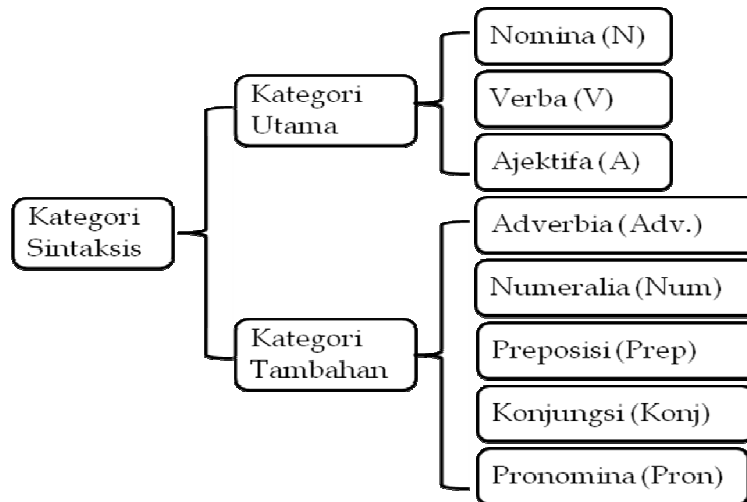 Kategori
Sintaksis
Kategori
Utama
Nomina (N)
Verba (V)
Ajektifa (A)
Kategori
Tambahan
Adverbia (Adv.)
Numeralia (Num)
Preposisi (Prep)
Konjungsi (Konj)
Pronomina (Pron)